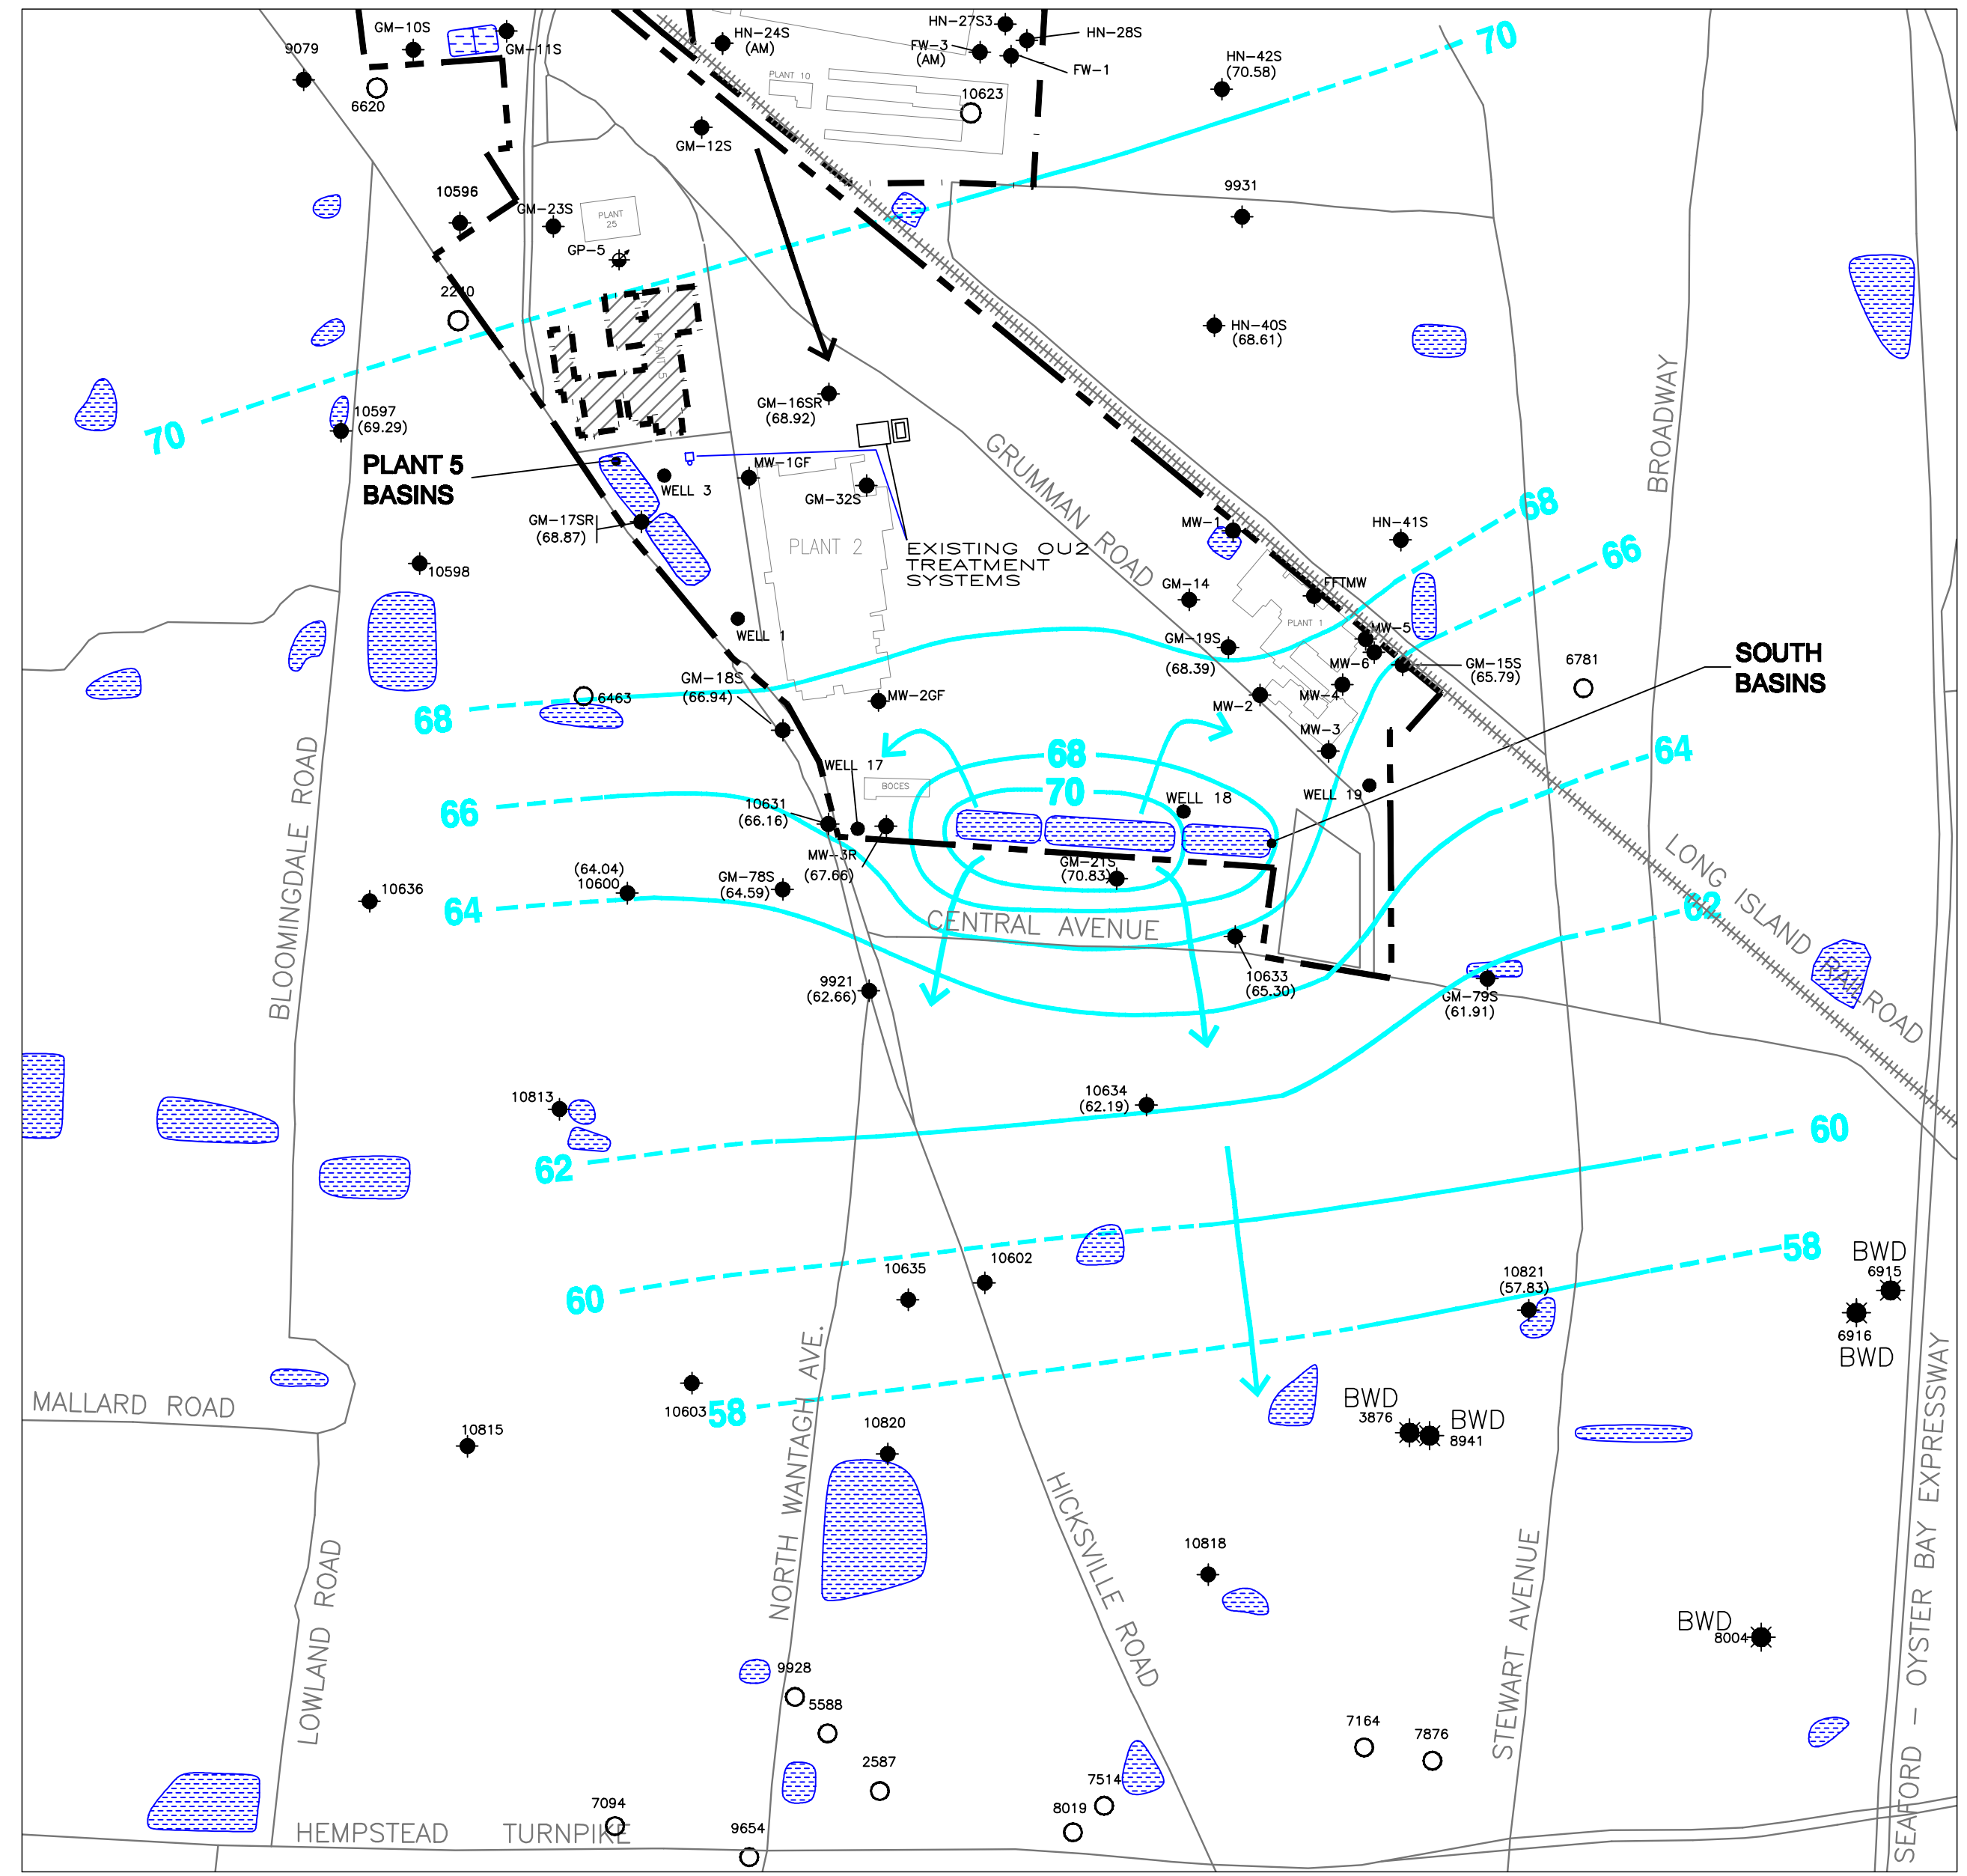 GM-10S
9079
GM-11S
6620
HN-24S
(AM)
HN-27S3
HN-28S
FW-3
(AM)
FW-1
HN-42S
(70.58)
70
PLANT 10
10623
GM-12S
10596
GM-23S
PLANT
25
GP-5
9931
2240
PLANT 5
HN-40S
(68.61)
70
10597
(69.29)
GM-16SR
(68.92)
BROADWAY
PLANT 5
BASINS
WELL 3
MW-1GF
GM-32S
GRUMMAN ROAD
68
GM-17SR
(68.87)
PLANT 2
EXISTING OU2
TREATMENT
SYSTEMS
MW-1
HN-41S
66
10598
GM-14
FFTMW
WELL 1
PLANT 1
MW-5
GM-19S
(68.39)
MW-6
GM-15S
(65.79)
6781
SOUTH
BASINS
GM-18S
(66.94)
6463
MW-2GF
MW-4
MW-2
68
MW-3
64
BLOOMINGDALE ROAD
WELL 17
68
BOCES
70
WELL 18
WELL 19
66
10631
(66.16)
MW-3R
(67.66)
GM-21S
(70.83)
LONG ISLAND RAILROAD
(64.04)
10600
GM-78S
(64.59)
10636
64
CENTRAL AVENUE
62
9921
(62.66)
10633
(65.30)
GM-79S
(61.91)
10813
10634
(62.19)
60
62
10635
10602
10821
(57.83)
58
BWD
6915
60
6916
BWD
MALLARD ROAD
10603
58
BWD
3876
BWD
8941
10815
10820
NORTH WANTAGH AVE.
HICKSVILLE ROAD
LOWLAND ROAD
10818
STEWART AVENUE
BWD
8004
SEAFORD - OYSTER BAY EXPRESSWAY
9928
5588
7164
7876
2587
7514
7094
8019
9654
HEMPSTEAD TURNPIKE